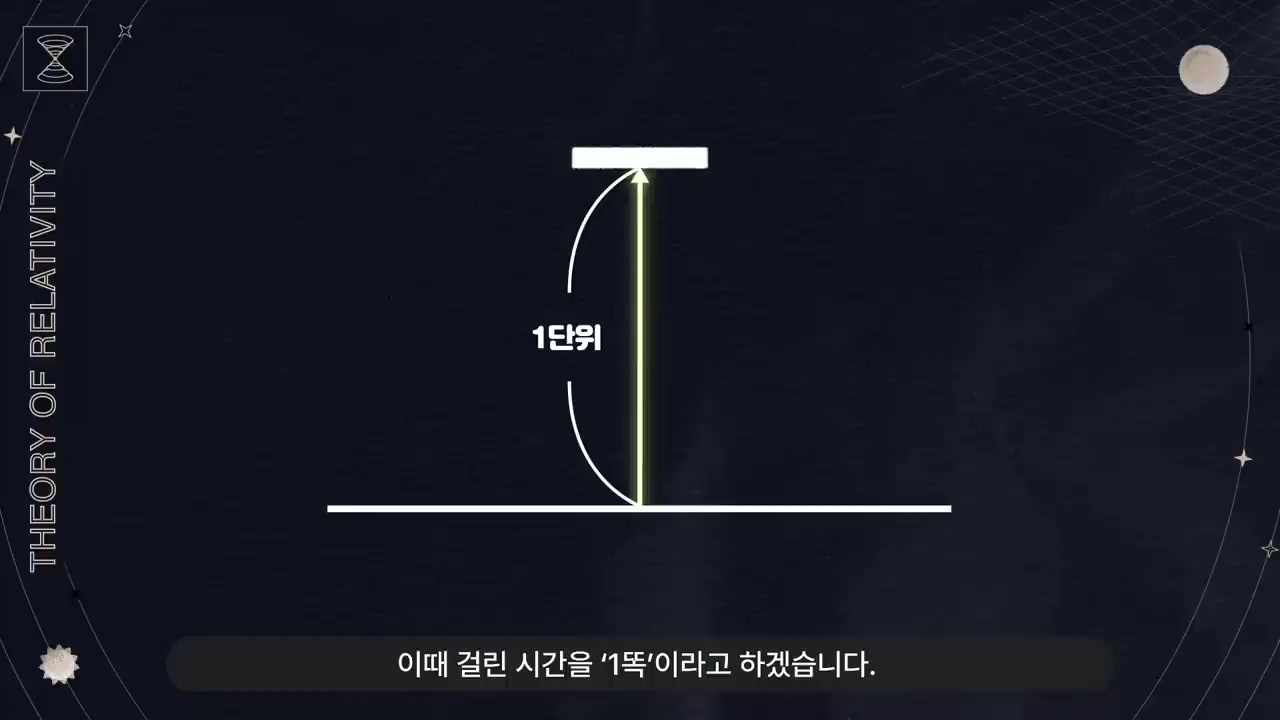 THEORY OF RELATIVITY
1단위
이때 걸린 시간을 ‘1똑’이라고 하겠습니다.